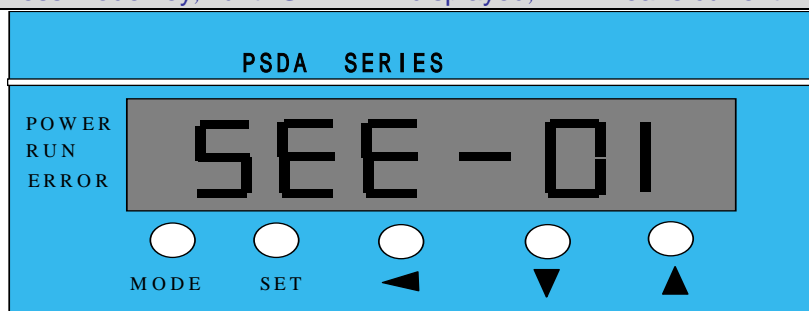 PSDA SERIES
POWER
RUN
ERROR
SEE-01
MODE SET